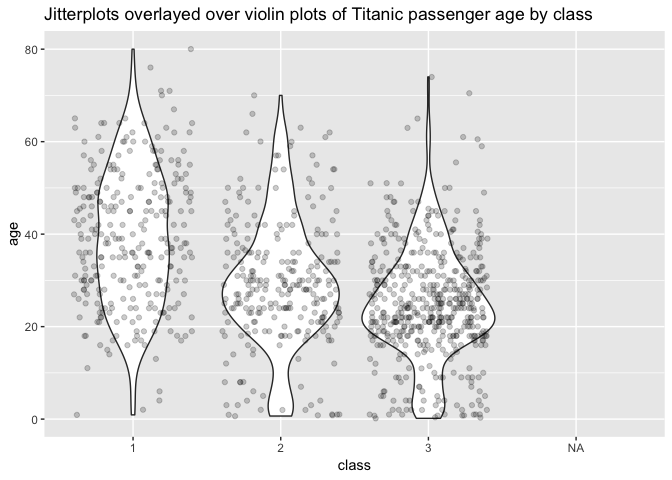 Jitterplots overlayed over violin plots of Titanic passenger age by class
80
60
40
20
0
age
1 2 3 NA
class